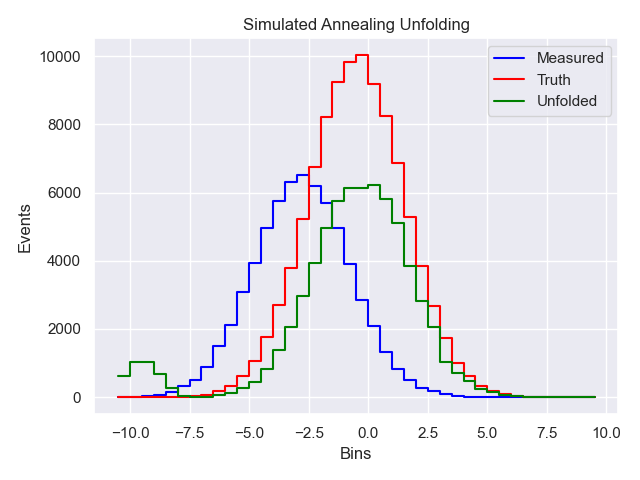 Simulated Annealing Unfolding
Measured
Truth
Unfolded
10000
8000
6000
4000
2000
0
Events
−10.0 −7.5 −5.0 −2.5 0.0 2.5 5.0 7.5 10.0
Bins